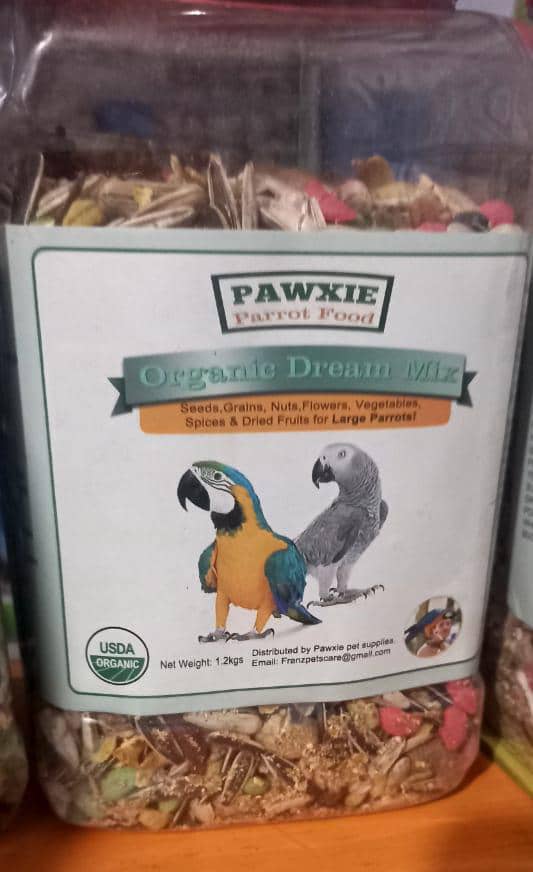 PAWXIE
Parrot Food
Organic Dream Mix
Seeds,Grains, Nuts,Flowers, Vegetables,
Spices & Dried Fruits for Large Parrots!
USDA
ORGANIC
Net Weight: 1.2kgs
Distributed by Pawxie pet supplies.
Email: Franzpetscare@gmail.com